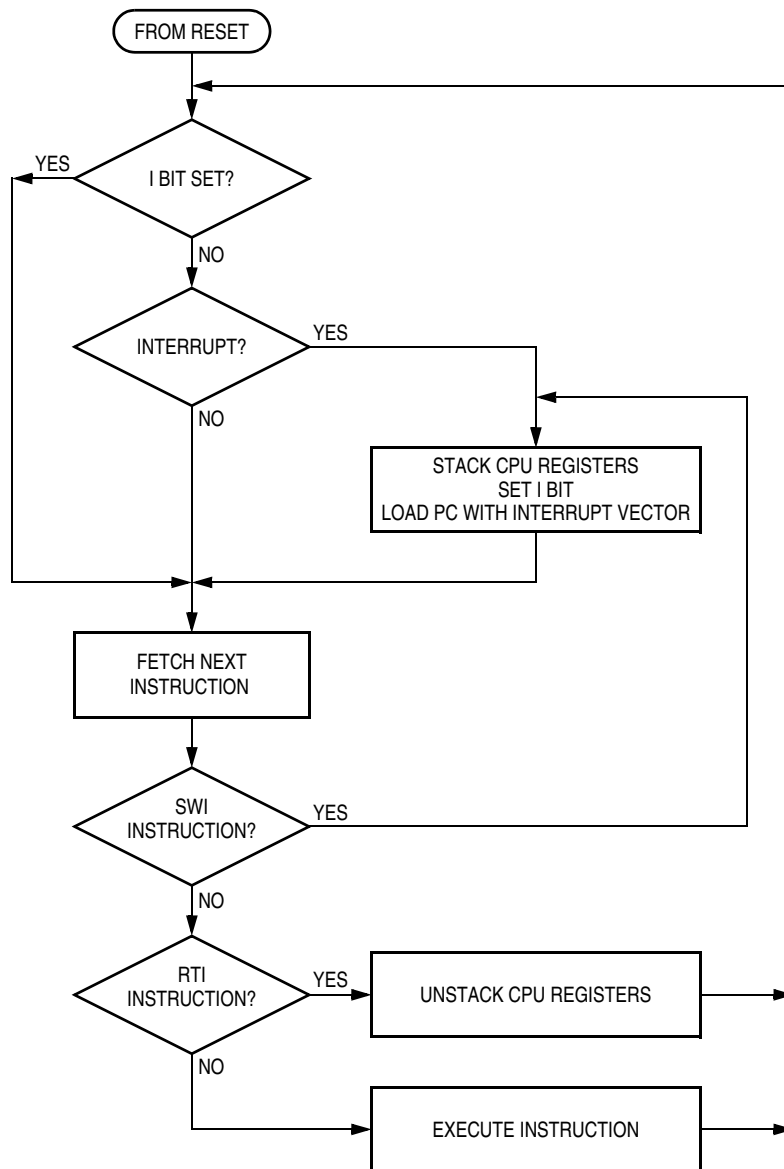 FROM RESET
YES
I BIT SET?
NO
INTERRUPT?
YES
NO
STACK CPU REGISTERS
SET I BIT
LOAD PC WITH INTERRUPT VECTOR
FETCH NEXT
INSTRUCTION
SWI
INSTRUCTION?
YES
NO
RTI
INSTRUCTION?
YES
UNSTACK CPU REGISTERS
NO
EXECUTE INSTRUCTION